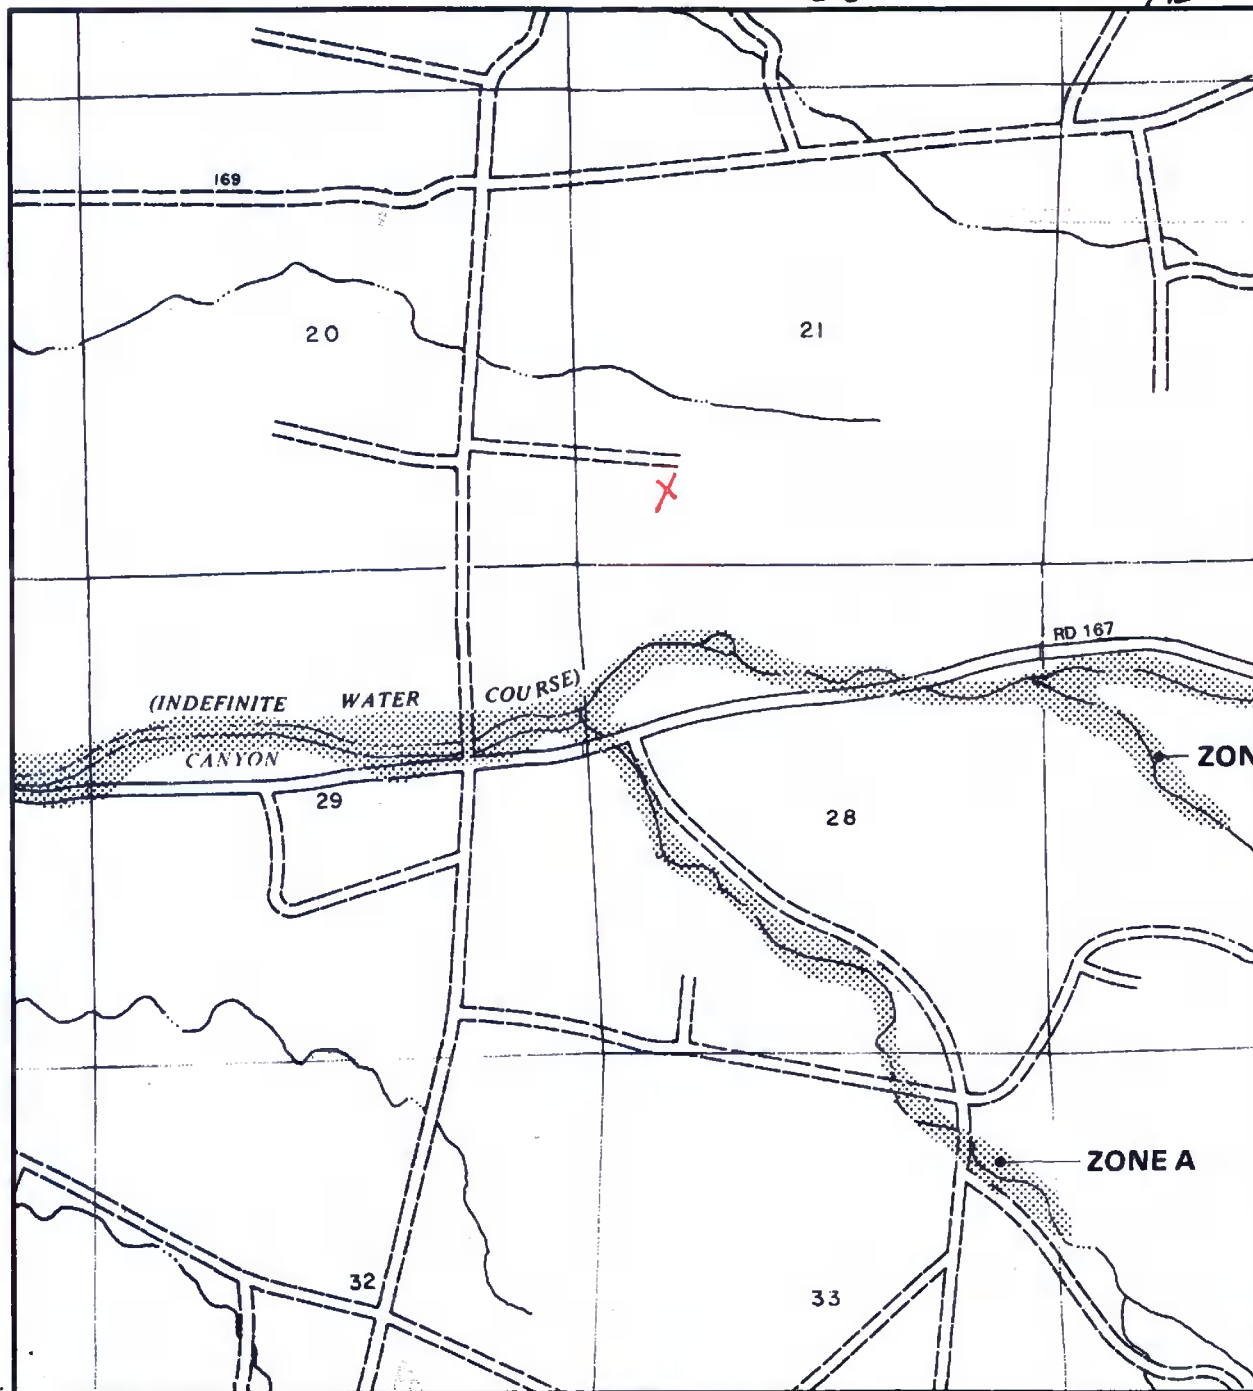 169
20
21
X
RD 167
(INDEFINITE WATER COURSE)
CANYON
ZON
29
28
ZONE A
32
33